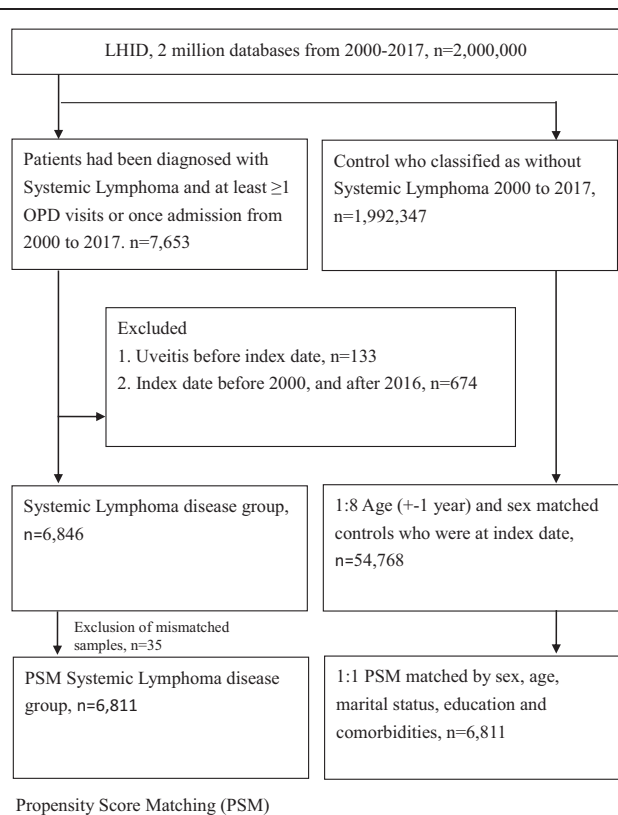 LHID, 2 million databases from 2000-2017, n=2,000,000
Patients had been diagnosed with
Systemic Lymphoma and at least ≥1
OPD visits or once admission from
2000 to 2017. n=7,653
Control who classified as without
Systemic Lymphoma 2000 to 2017,
n=1,992,347
Excluded
1. Uveitis before index date, n=133
2. Index date before 2000, and after 2016, n=674
Systemic Lymphoma disease group,
n=6,846
1:8 Age (+-1 year) and sex matched
controls who were at index date,
n=54,768
Exclusion of mismatched
samples, n=35
PSM Systemic Lymphoma disease
group, n=6,811
1:1 PSM matched by sex, age,
marital status, education and
comorbidities, n=6,811
Propensity Score Matching (PSM)